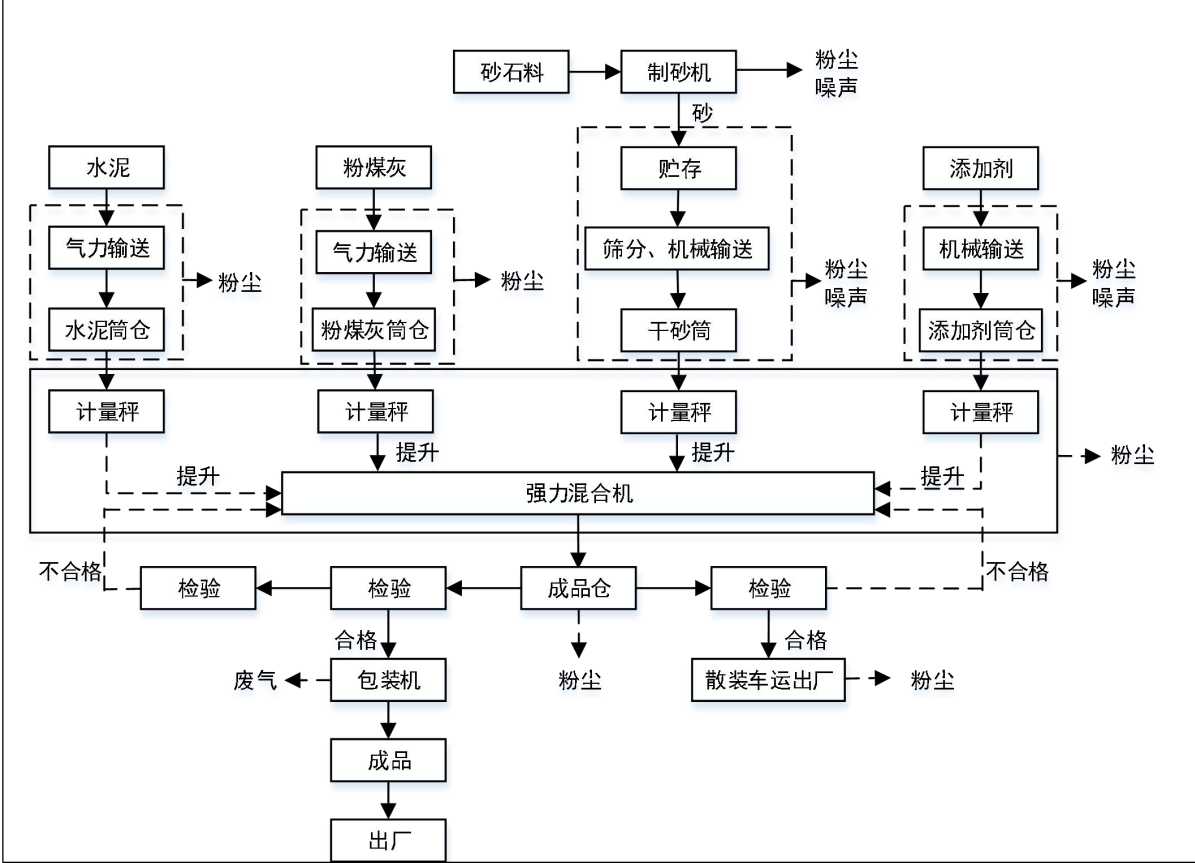 砂石料
制砂机
粉尘
噪声
砂
水泥
粉煤灰
贮存
添加剂
气力输送
气力输送
筛分、机械输送
机械输送
粉尘
粉尘
粉尘
噪声
粉尘
噪声
水泥筒仓
粉煤灰筒仓
干砂筒
添加剂筒仓
计量秤
计量秤
计量秤
计量秤
提升
提升
粉尘
提升
提升
强力混合机
不合格
检验
检验
成品仓
检验
不合格
合格
合格
废气
包装机
粉尘
散装车运出厂
粉尘
成品
出厂